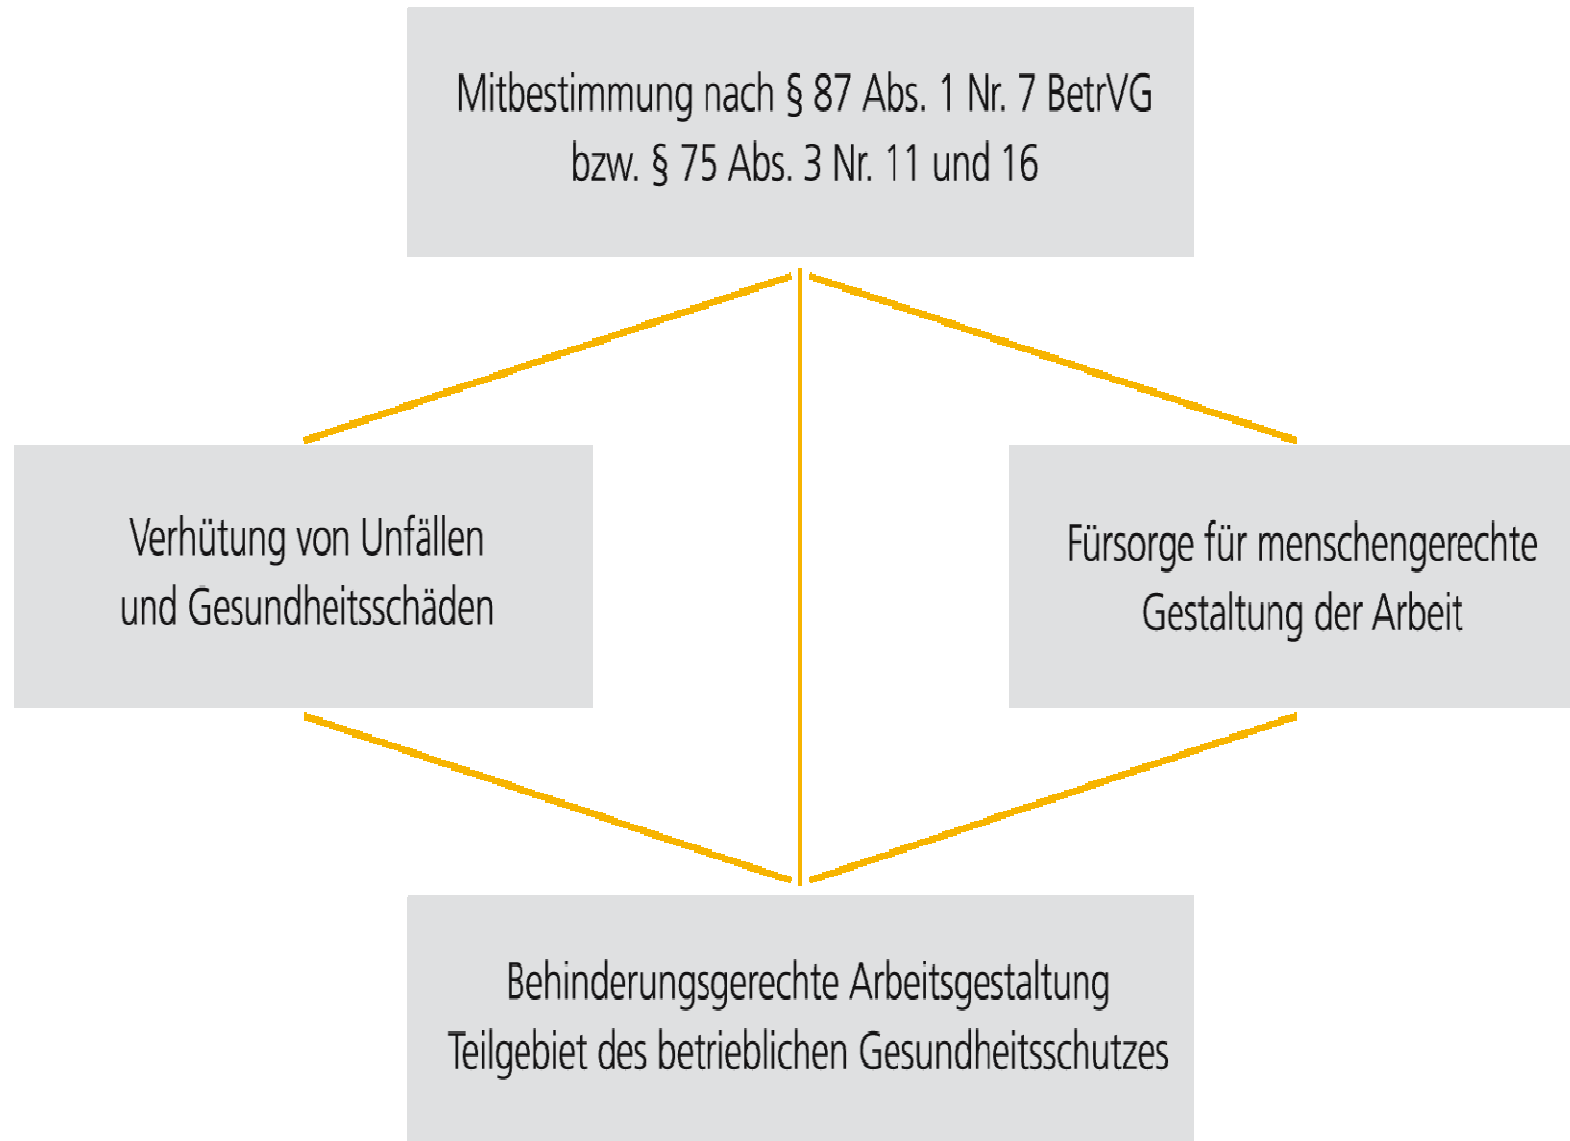 Mitbestimmung nach § 87 Abs. 1 Nr. 7 BetrVG
bzw. § 75 Abs. 3 Nr. 11 und 16
Verhütung von Unfällen
und Gesundheitsschäden
Fürsorge für menschengerechte
Gestaltung der Arbeit
Behinderungsgerechte Arbeitsgestaltung
Teilgebiet des betrieblichen Gesundheitsschutzes